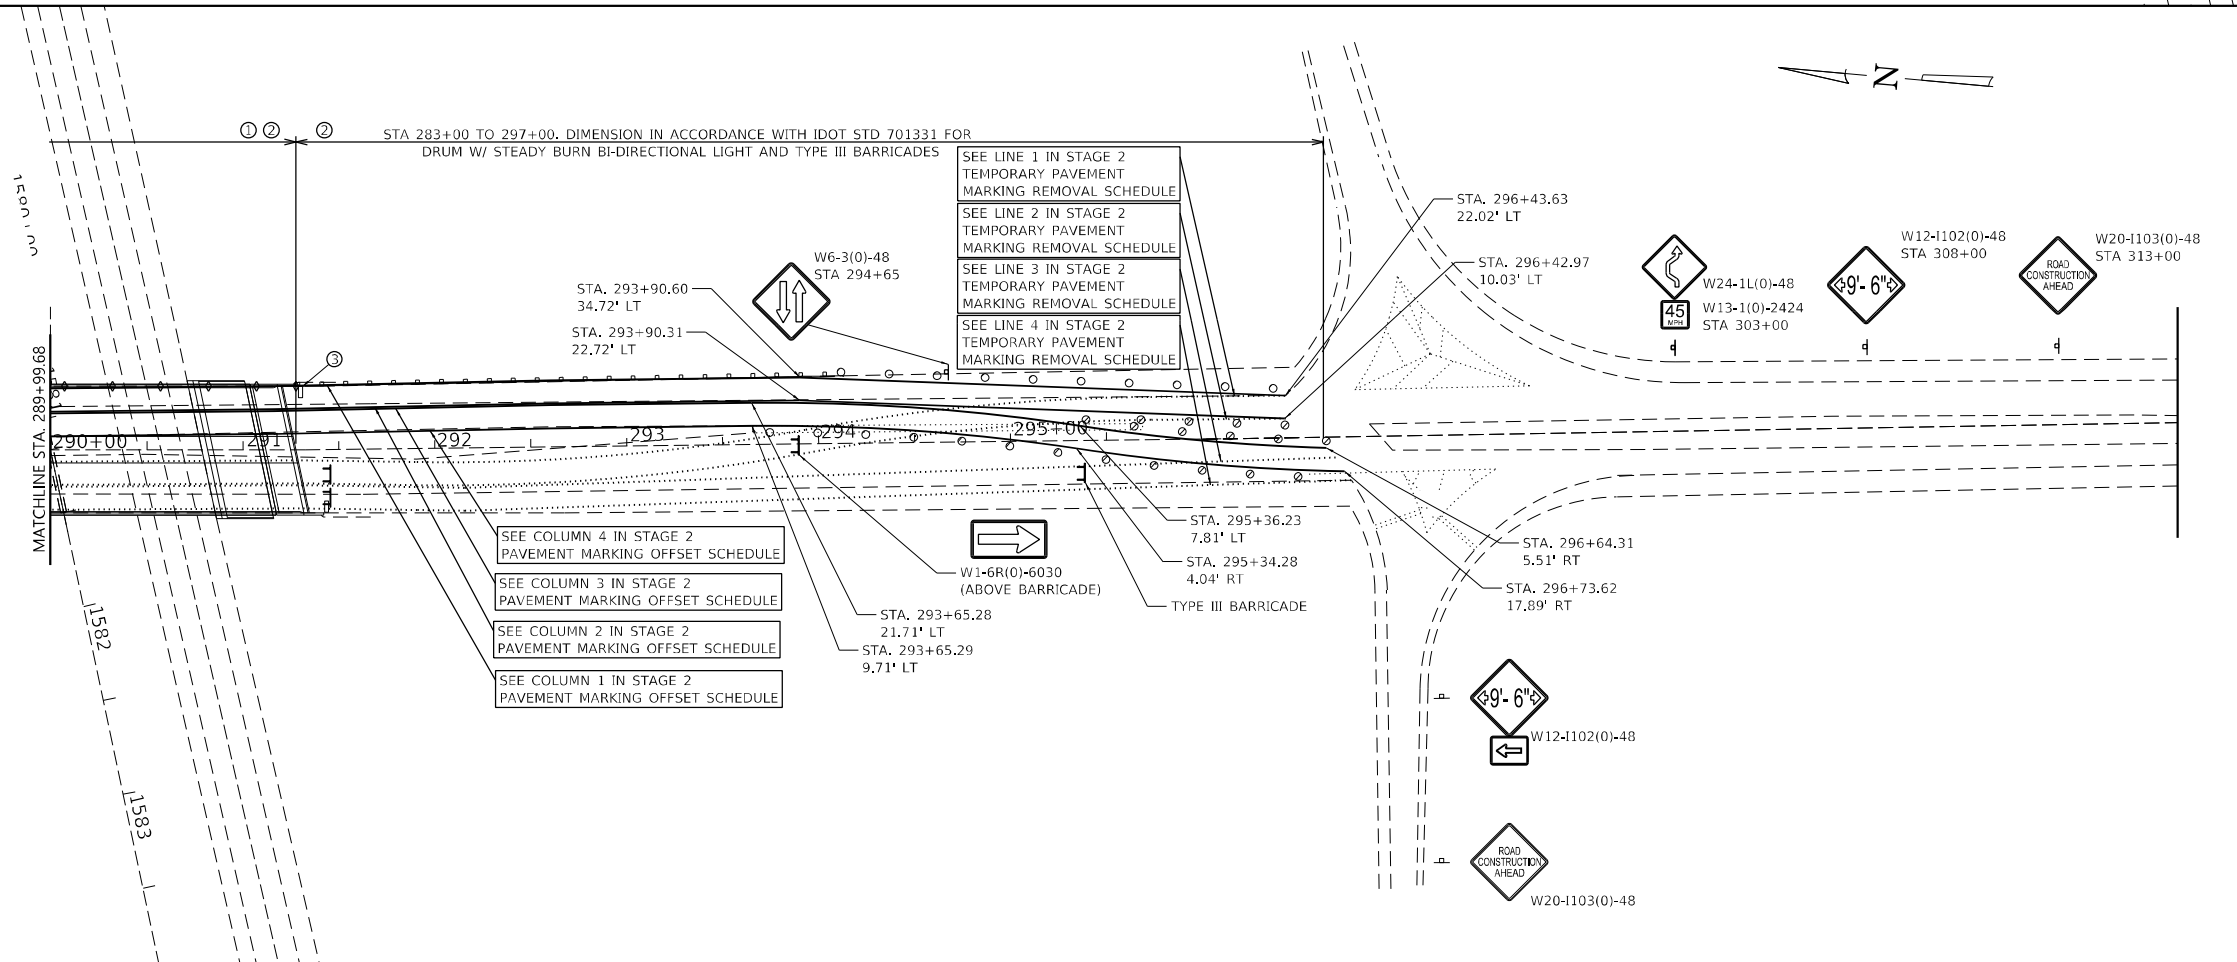 N
① ②
②
STA 283+00 TO 297+00. DIMENSION IN ACCORDANCE WITH IDOT STD 701331 FOR
DRUM W/ STEADY BURN BI-DIRECTIONAL LIGHT AND TYPE III BARRICADES
SEE LINE 1 IN STAGE 2
TEMPORARY PAVEMENT
MARKING REMOVAL SCHEDULE
SEE LINE 2 IN STAGE 2
TEMPORARY PAVEMENT
MARKING REMOVAL SCHEDULE
SEE LINE 3 IN STAGE 2
TEMPORARY PAVEMENT
MARKING REMOVAL SCHEDULE
SEE LINE 4 IN STAGE 2
TEMPORARY PAVEMENT
MARKING REMOVAL SCHEDULE
STA. 296+43.63
22.02' LT
STA. 296+42.97
10.03' LT
W6-3(0)-48
STA 294+65
STA. 293+90.60
34.72' LT
STA. 293+90.31
22.72' LT
W24-1L(0)-48
45
MPH
W13-1(0)-2424
STA 303+00
W12-I102(0)-48
STA 308+00
9'- 6"
W20-I103(0)-48
STA 313+00
ROAD
CONSTRUCTION
AHEAD
③
MATCHLINE STA. 289+99.68
290+00
291
292
293
294
295+00
SEE COLUMN 4 IN STAGE 2
PAVEMENT MARKING OFFSET SCHEDULE
SEE COLUMN 3 IN STAGE 2
PAVEMENT MARKING OFFSET SCHEDULE
SEE COLUMN 2 IN STAGE 2
PAVEMENT MARKING OFFSET SCHEDULE
SEE COLUMN 1 IN STAGE 2
PAVEMENT MARKING OFFSET SCHEDULE
W1-6R(0)-6030
(ABOVE BARRICADE)
STA. 293+65.28
21.71' LT
STA. 293+65.29
9.71' LT
STA. 295+36.23
7.81' LT
STA. 295+34.28
4.04' RT
TYPE III BARRICADE
STA. 296+64.31
5.51' RT
STA. 296+73.62
17.89' RT
9'- 6"
W12-I102(0)-48
ROAD
CONSTRUCTION
AHEAD
W20-I103(0)-48
1582
1583